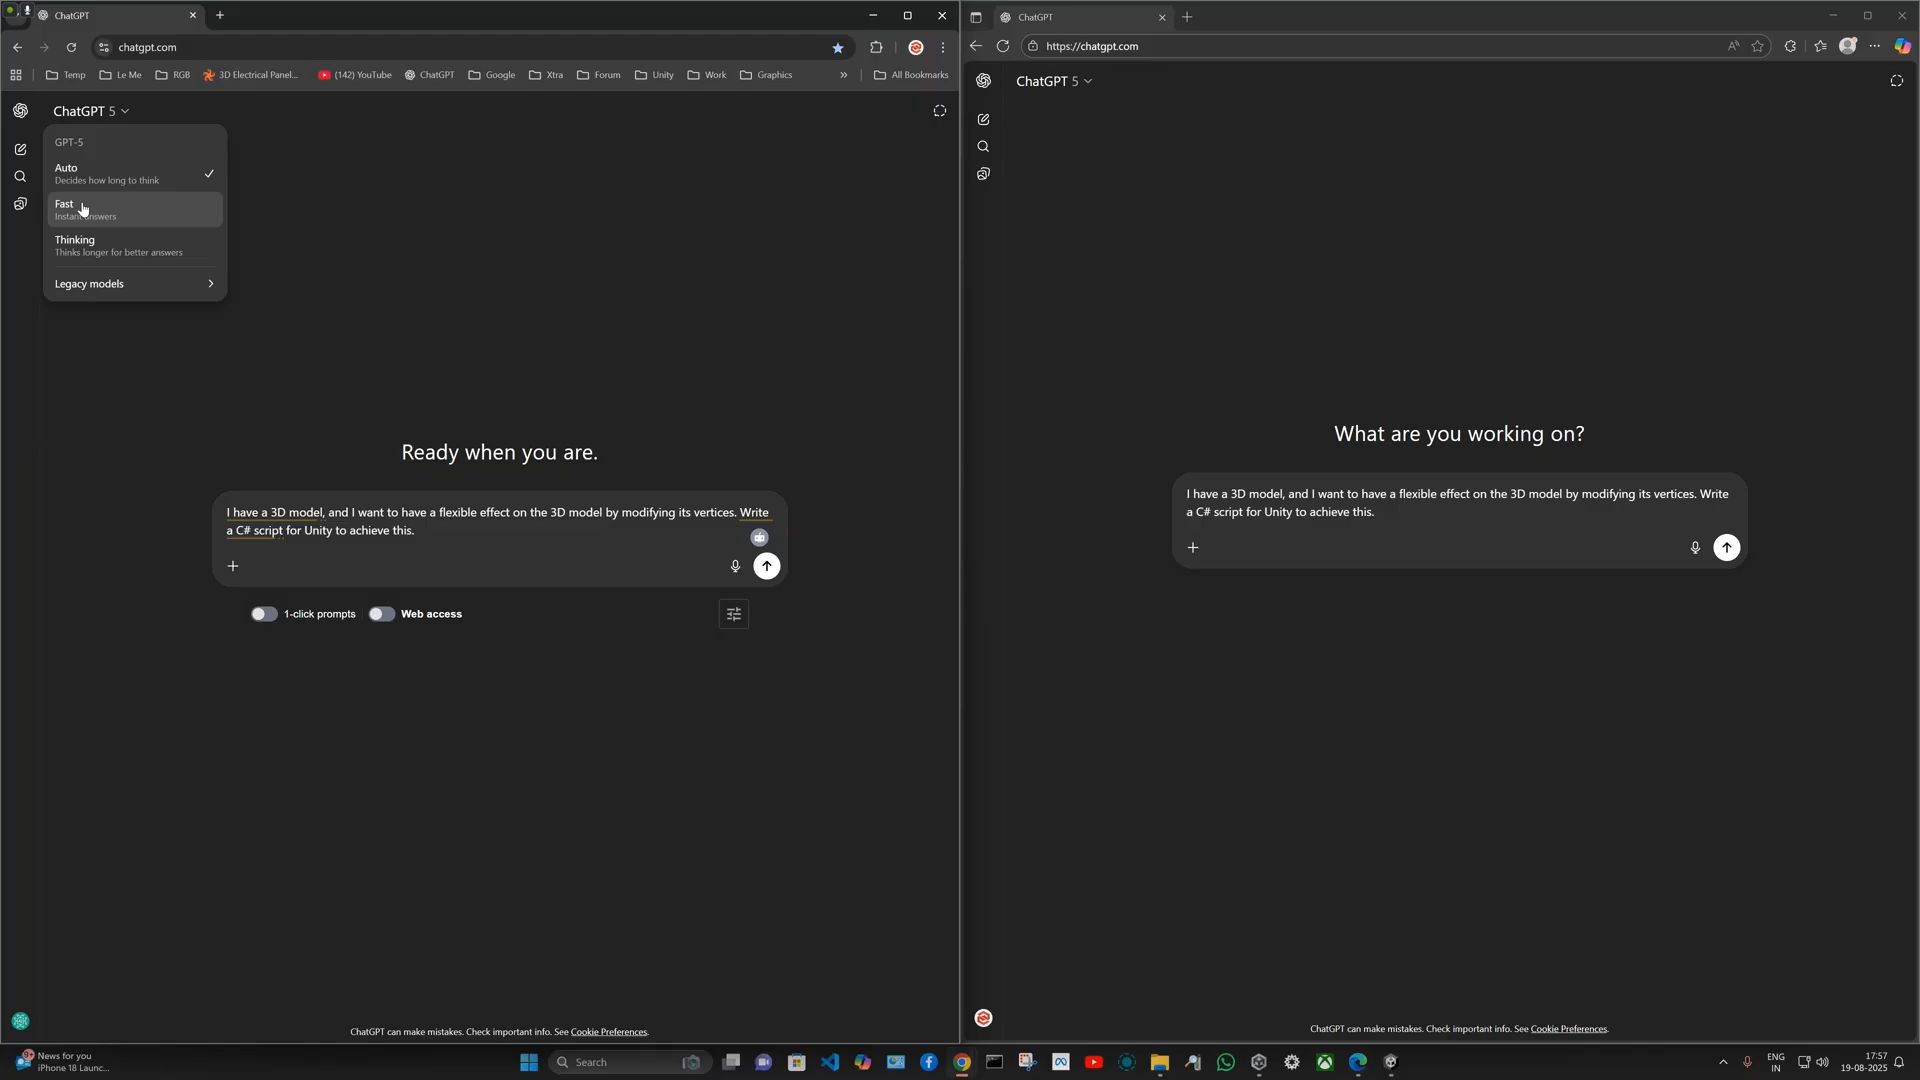 ChatGPT
chatgpt.com
Temp
Le Me
RGB
3D Electrical Panel...
(142) YouTube
ChatGPT
Google
Xtra
Forum
Unity
Work
Graphics
»
All Bookmarks
ChatGPT 5
GPT-5
Auto
Decides how long to think
Fast
Instant answers
Thinking
Thinks longer for better answers
Legacy models
Ready when you are.
I have a 3D model, and I want to have a flexible effect on the 3D model by modifying its vertices. Write
a C# script for Unity to achieve this.
1-click prompts
Web access
ChatGPT can make mistakes. Check important info. See Cookie Preferences.
ChatGPT
https://chatgpt.com
ChatGPT 5
What are you working on?
I have a 3D model, and I want to have a flexible effect on the 3D model by modifying its vertices. Write
a C# script for Unity to achieve this.
ChatGPT can make mistakes. Check important info. See Cookie Preferences.
News for you
iPhone 18 Launc...
Search
ENG
IN
17:57
19-08-2025